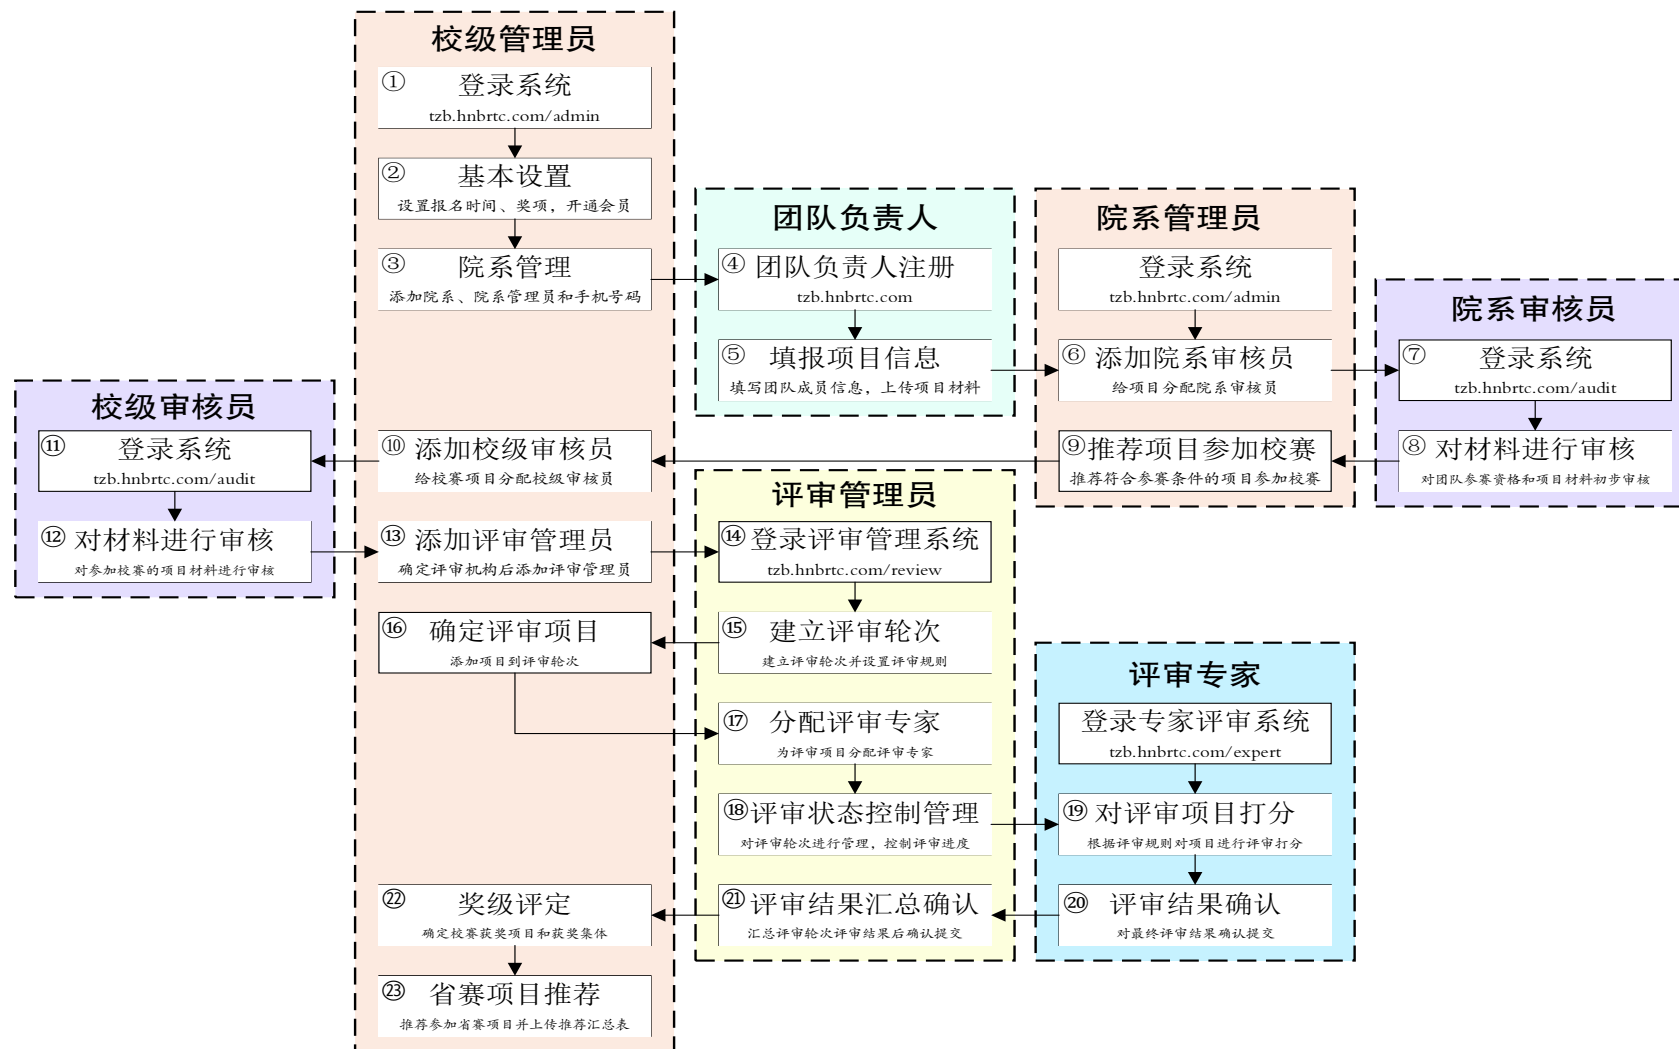 校级管理员
①
登录系统
tzb.hnbrtc.com/admin
②
基本设置
设置报名时间、奖项，开通会员
③
院系管理
添加院系、院系管理员和手机号码
团队负责人
④ 团队负责人注册
tzb.hnbrtc.com
⑤ 填报项目信息
填写团队成员信息，上传项目材料
院系管理员
登录系统
tzb.hnbrtc.com/admin
⑥ 添加院系审核员
给项目分配院系审核员
院系审核员
⑦ 登录系统
tzb.hnbrtc.com/audit
⑧ 对材料进行审核
对团队参赛资格和项目材料初步审核
⑨推荐项目参加校赛
推荐符合参赛条件的项目参加校赛
⑩ 添加校级审核员
给校赛项目分配校级审核员
校级审核员
⑪ 登录系统
tzb.hnbrtc.com/audit
⑫ 对材料进行审核
对参加校赛的项目材料进行审核
⑬ 添加评审管理员
确定评审机构后添加评审管理员
评审管理员
⑭登录评审管理系统
tzb.hnbrtc.com/review
⑮ 建立评审轮次
建立评审轮次并设置评审规则
⑯ 确定评审项目
添加项目到评审轮次
⑰ 分配评审专家
为评审项目分配评审专家
⑱评审状态控制管理
对评审轮次进行管理，控制评审进度
评审专家
登录专家评审系统
tzb.hnbrtc.com/expert
⑲ 对评审项目打分
根据评审规则对项目进行评审打分
⑳ 评审结果确认
对最终评审结果确认提交
㉑评审结果汇总确认
汇总评审轮次评审结果后确认提交
㉒ 奖级评定
确定校赛获奖项目和获奖集体
㉓ 省赛项目推荐
推荐参加省赛项目并上传推荐汇总表